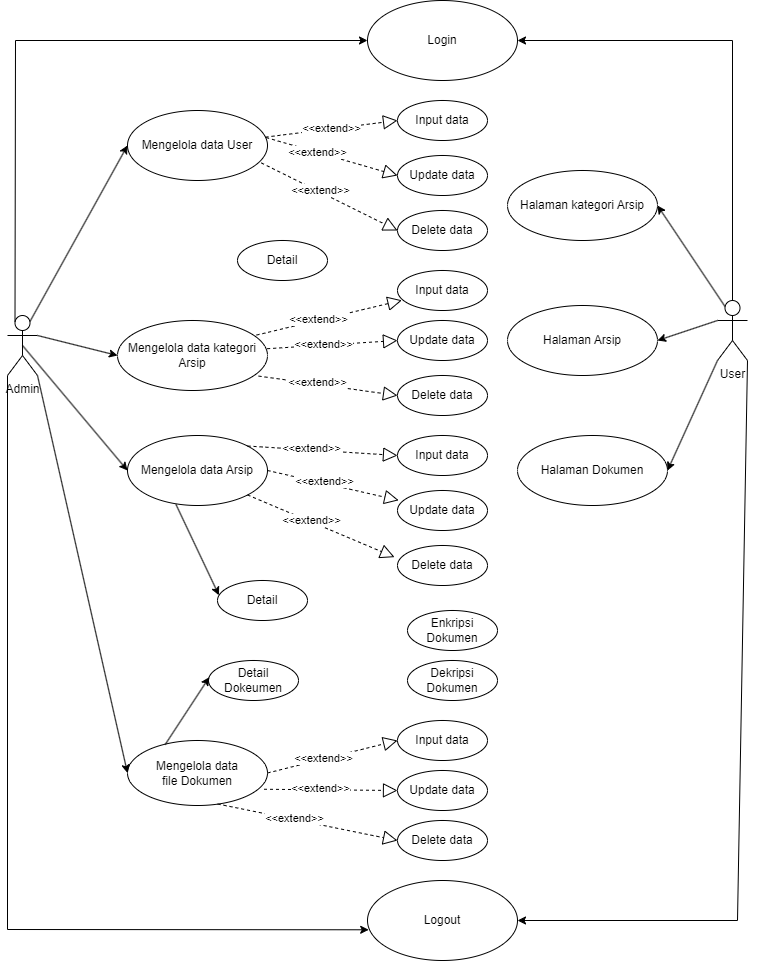 Login
Mengelola data User
<<extend>>
<<extend>>
<<extend>>
Input data
Update data
Delete data
Halaman kategori Arsip
Detail
Mengelola data kategori
Arsip
<<extend>>
<<extend>>
<<extend>>
Input data
Update data
Delete data
Halaman Arsip
Admin
User
Mengelola data Arsip
<<extend>>
<<extend>>
<<extend>>
Input data
Update data
Delete data
Halaman Dokumen
Detail
Enkripsi
Dokumen
Detail
Dokeumen
Dekripsi
Dokumen
Mengelola data
file Dokumen
<<extend>>
<<extend>>
<<extend>>
Input data
Update data
Delete data
Logout